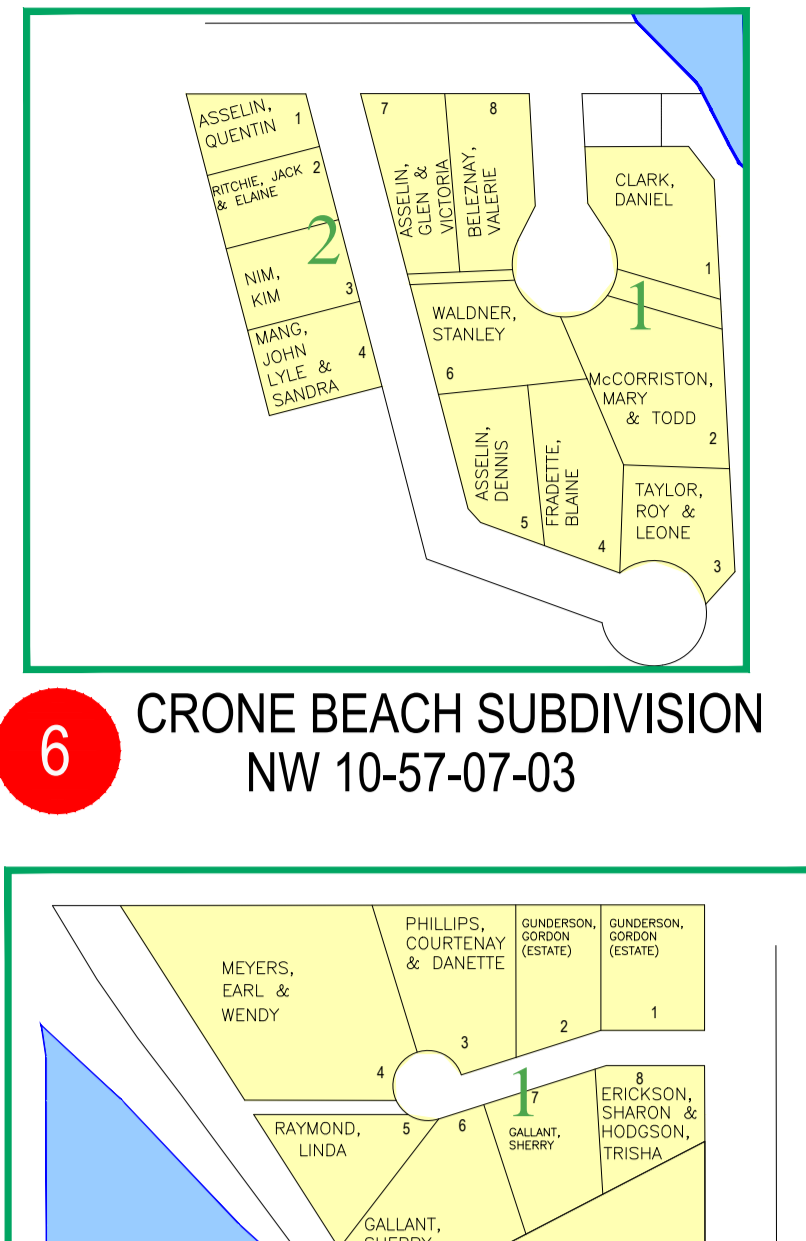 ASSELIN,
QUENTIN
1
RITCHIE, JACK
& ELAINE
2
NIM,
KIM
3
MANG,
JOHN
LYLE &
SANDRA
4
2
7
ASSELIN,
GLEN &
VICTORIA
8
BELEZNAY,
VALERIE
CLARK,
DANIEL
1
1
WALDNER,
STANLEY
6
McCORRISTON,
MARY
& TODD
2
ASSELIN,
DENNIS
5
FRADETTE,
BLAINE
4
TAYLOR,
ROY &
LEONE
3
6
CRONE BEACH SUBDIVISION
NW 10-57-07-03
MEYERS,
EARL &
WENDY
4
PHILLIPS,
COURTENAY
& DANETTE
3
GUNDERSON,
GORDON
(ESTATE)
2
GUNDERSON,
GORDON
(ESTATE)
1
1
RAYMOND,
LINDA
5
6
7
GALLANT,
SHERRY
8
ERICKSON,
SHARON &
HODGSON,
TRISHA
GALLANT,
SHERRY